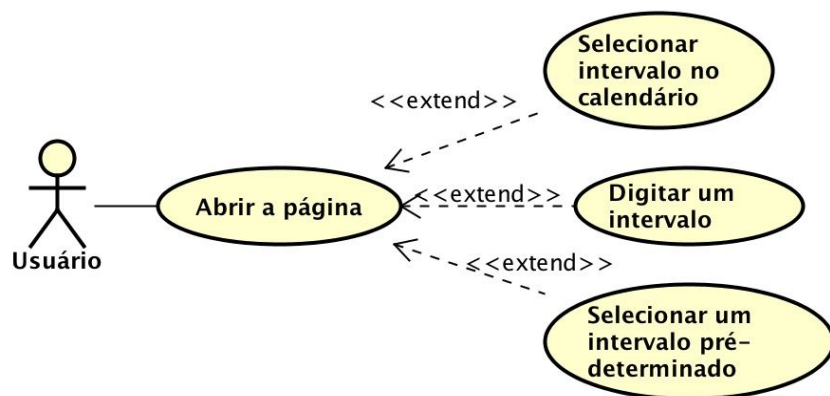 Selecionar
intervalo no
calendário
<<extend>>
Abrir a página
<<extend>>
Digitar um
intervalo
Usuário
<<extend>>
Selecionar um
intervalo pré-
determinado